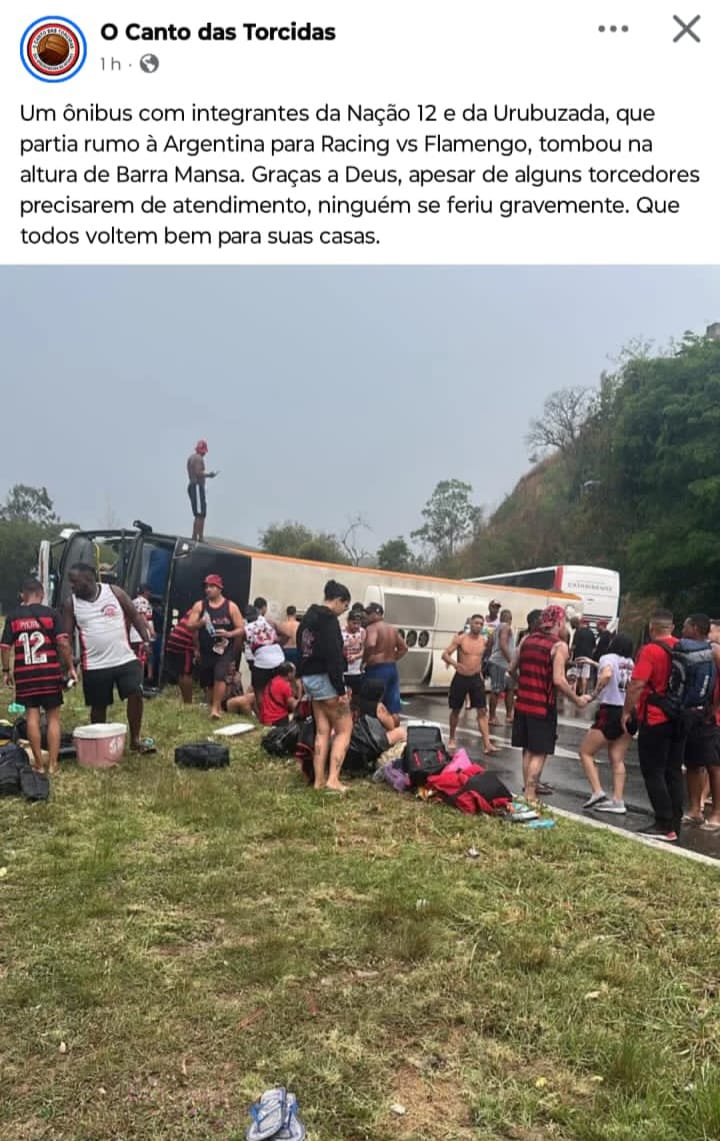 O Canto das Torcidas
1 h ·
Um ônibus com integrantes da Nação 12 e da Urubuzada, que
partia rumo à Argentina para Racing vs Flamengo, tombou na
altura de Barra Mansa. Graças a Deus, apesar de alguns torcedores
precisarem de atendimento, ninguém se feriu gravemente. Que
todos voltem bem para suas casas.
12